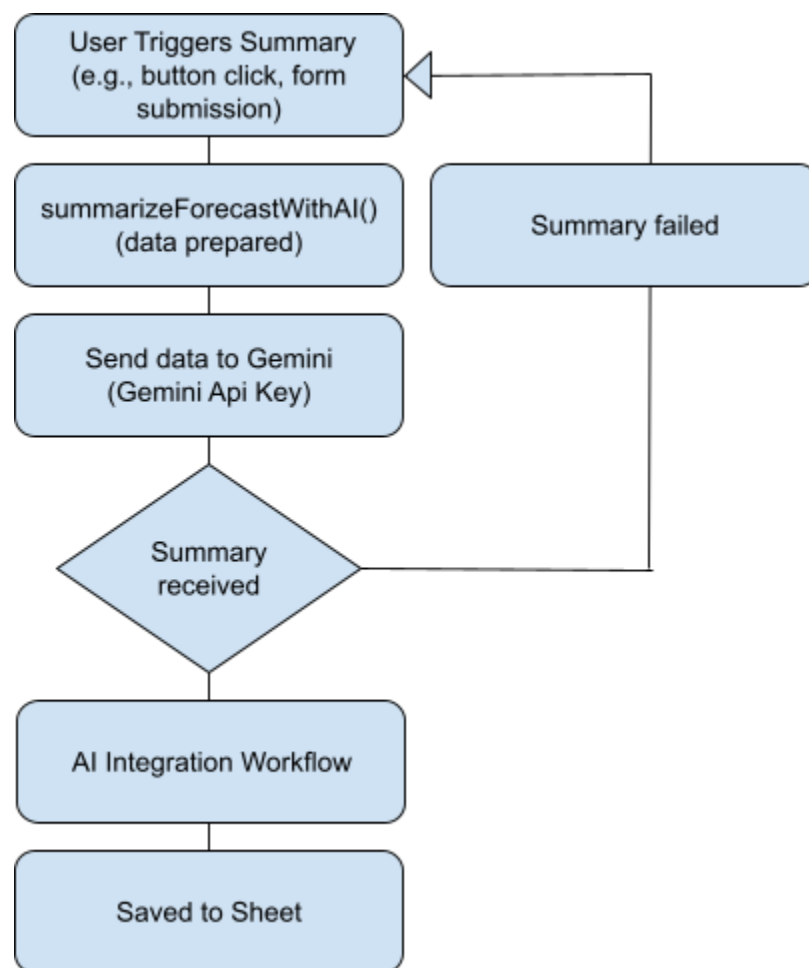 User Triggers Summary
(e.g., button click, form
submission)
summarizeForecastWithAI()
(data prepared)
Summary failed
Send data to Gemini
(Gemini Api Key)
Summary
received
AI Integration Workflow
Saved to Sheet